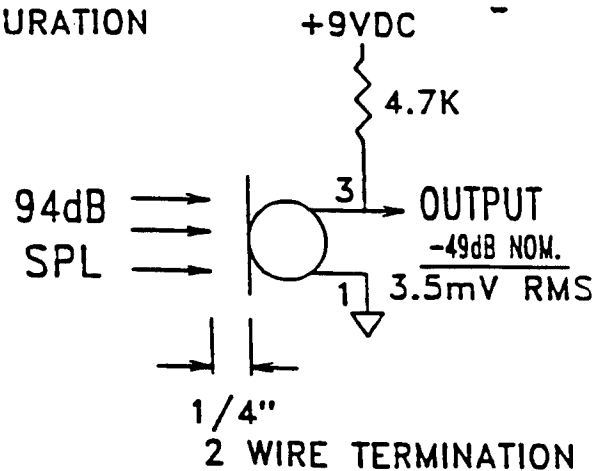 URATION
+9VDC
4.7K
94dB
SPL
3
OUTPUT
-49dB NOM.
3.5mV RMS
1
1/4"
2 WIRE TERMINATION